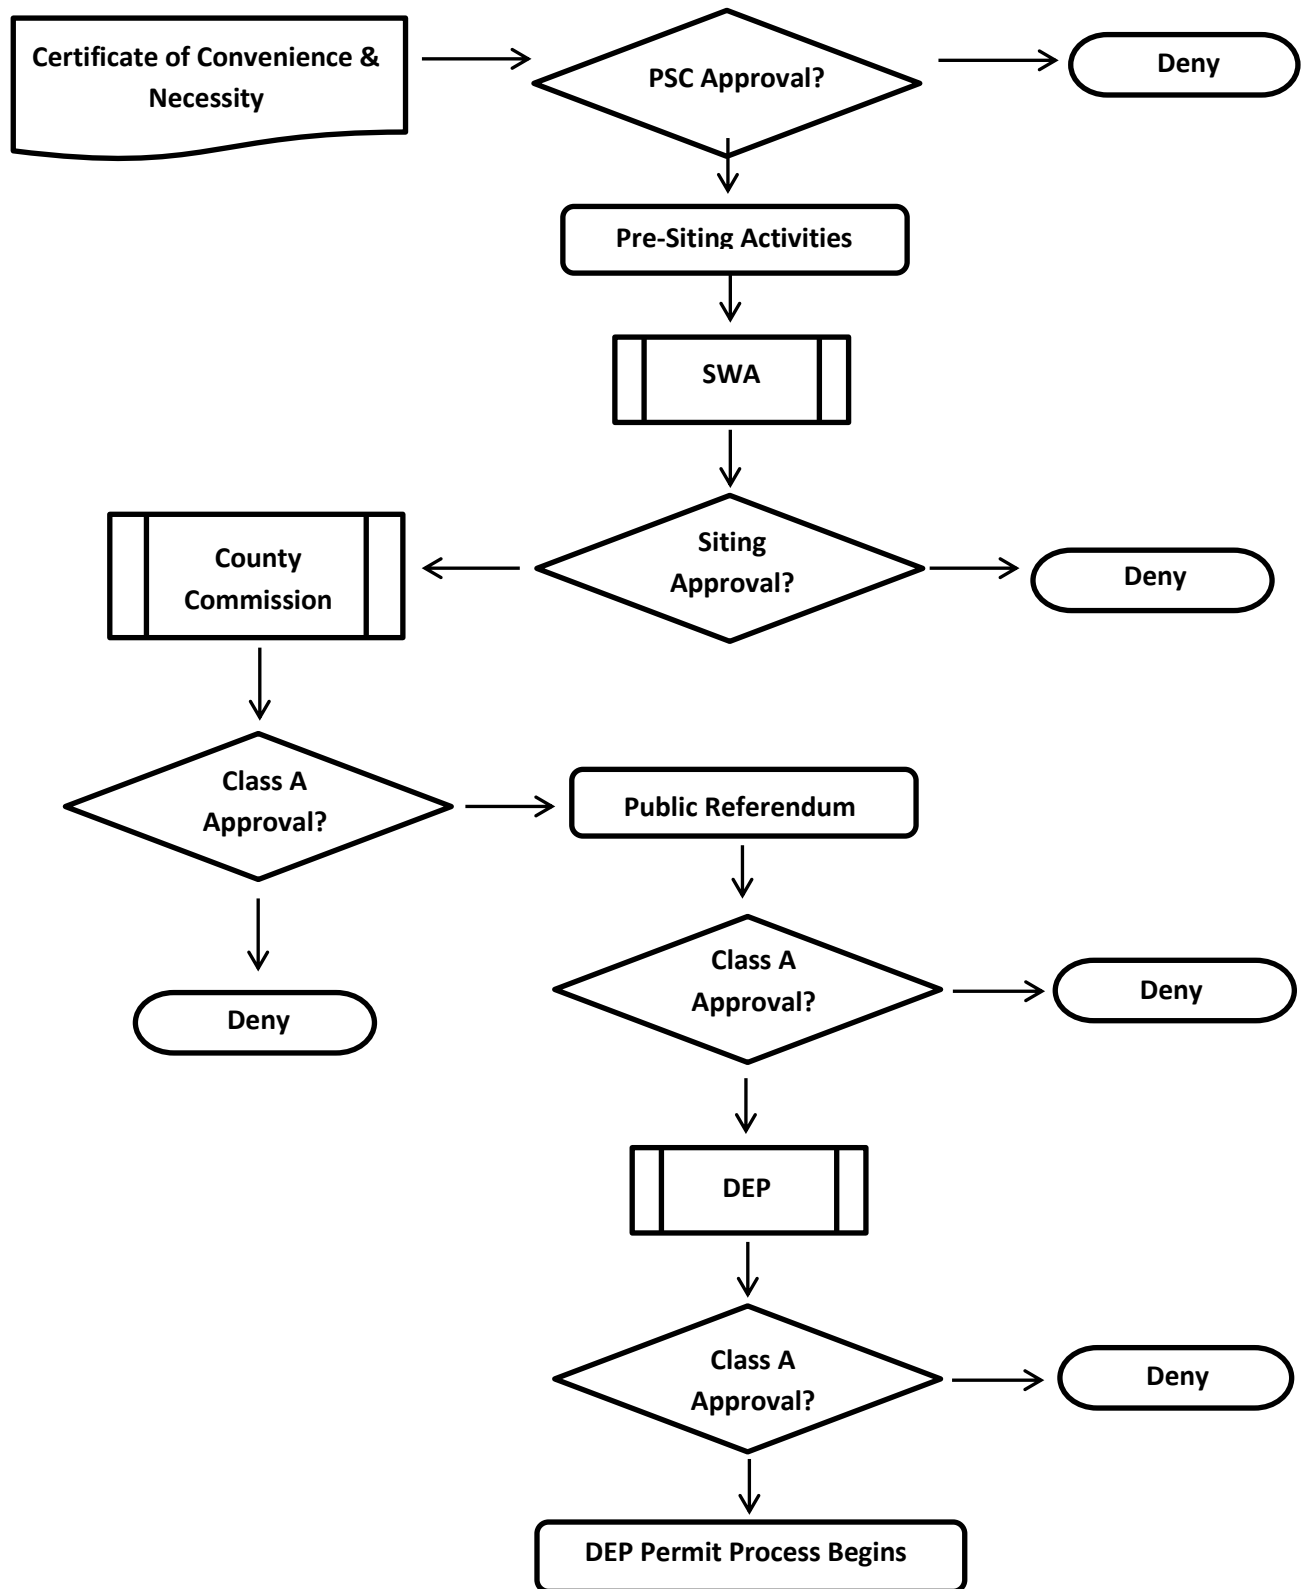 Certificate of Convenience &
Necessity
PSC Approval?
Deny
Pre-Siting Activities
SWA
Siting
Approval?
Deny
County
Commission
Class A
Approval?
Public Referendum
Deny
Class A
Approval?
Deny
DEP
Class A
Approval?
Deny
DEP Permit Process Begins